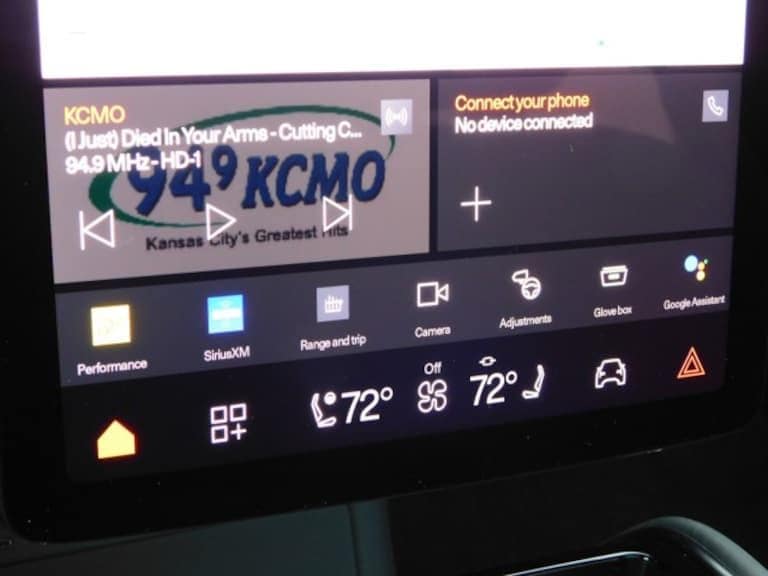 KCMO
(I Just) Died In Your Arms - Cutting C...
94.9 MHz - HD-1
94.9 KCMO
Kansas City's Greatest Hits
Connect your phone
No device connected
Performance
SiriusXM
Range and trip
Camera
Adjustments
Glove box
Google Assistant
72°
Off
72°